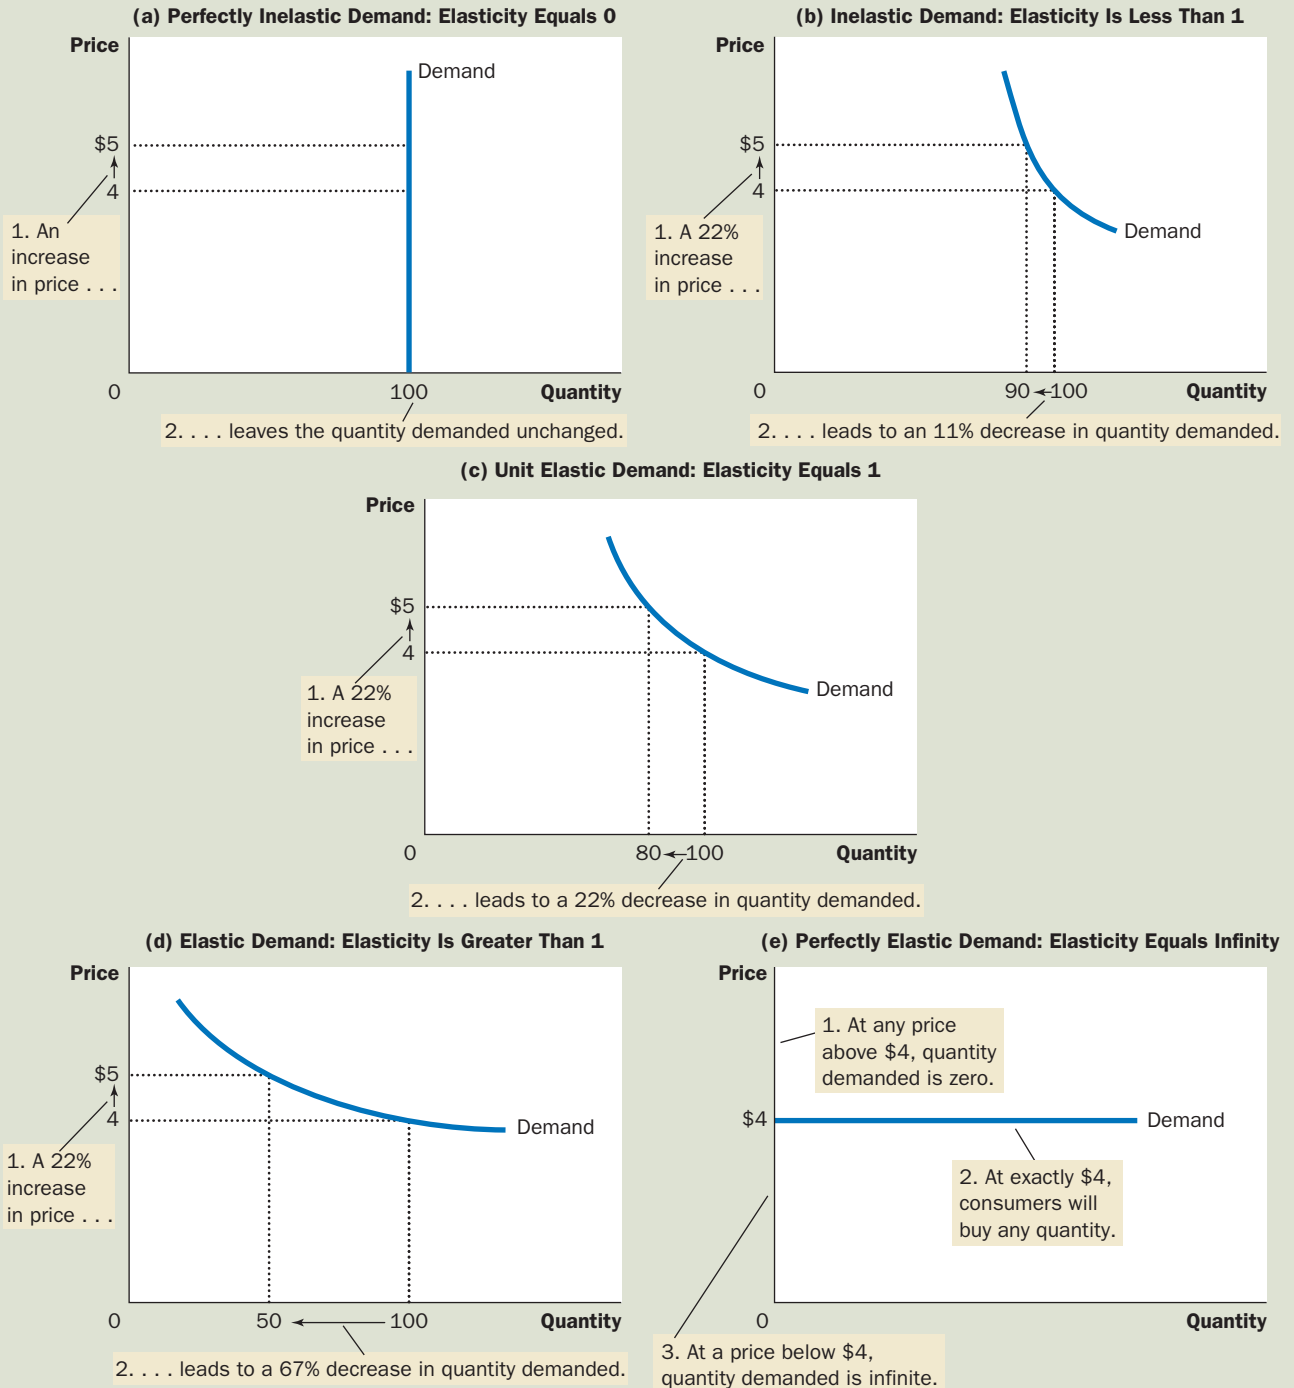 (a) Perfectly Inelastic Demand: Elasticity Equals 0
Price
Demand
$5
4
1. An
increase
in price . . .
0
100
Quantity
2. . . . leaves the quantity demanded unchanged.
(b) Inelastic Demand: Elasticity Is Less Than 1
Price
$5
4
1. A 22%
increase
in price . . .
Demand
0
90
100
Quantity
2. . . . leads to an 11% decrease in quantity demanded.
(c) Unit Elastic Demand: Elasticity Equals 1
Price
$5
4
1. A 22%
increase
in price . . .
Demand
0
80
100
Quantity
2. . . . leads to a 22% decrease in quantity demanded.
(d) Elastic Demand: Elasticity Is Greater Than 1
Price
$5
4
Demand
1. A 22%
increase
in price . . .
0
50
100
Quantity
2. . . . leads to a 67% decrease in quantity demanded.
(e) Perfectly Elastic Demand: Elasticity Equals Infinity
Price
1. At any price
above $4, quantity
demanded is zero.
$4
Demand
2. At exactly $4,
consumers will
buy any quantity.
0
Quantity
3. At a price below $4,
quantity demanded is infinite.